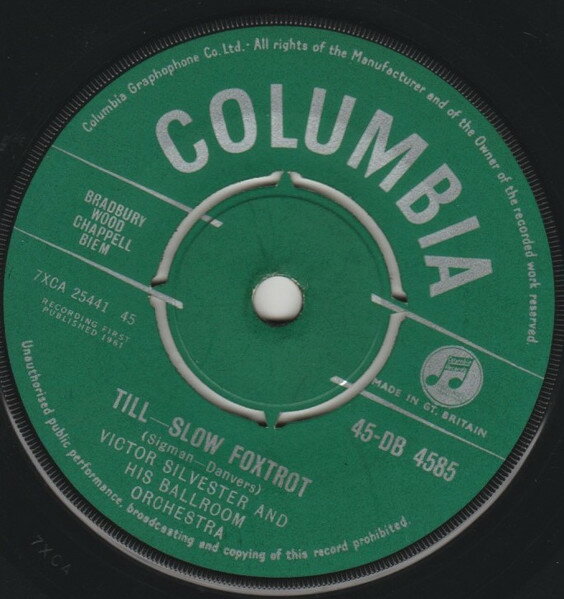 Columbia Graphophone Co. Ltd. · All rights of the Manufacturer and of the Owner of the recorded work reserved
COLUMBIA
BRADBURY
WOOD
CHAPPELL
BIEM
7XCA 25441 45
RECORDING FIRST
PUBLISHED 1961
MADE IN GT. BRITAIN
45-DB 4585
TILL—SLOW FOXTROT
(Sigman—Danvers)
VICTOR SILVESTER AND
HIS BALLROOM
ORCHESTRA
Unauthorised public performance, broadcasting and copying of this record prohibited.
7XCA